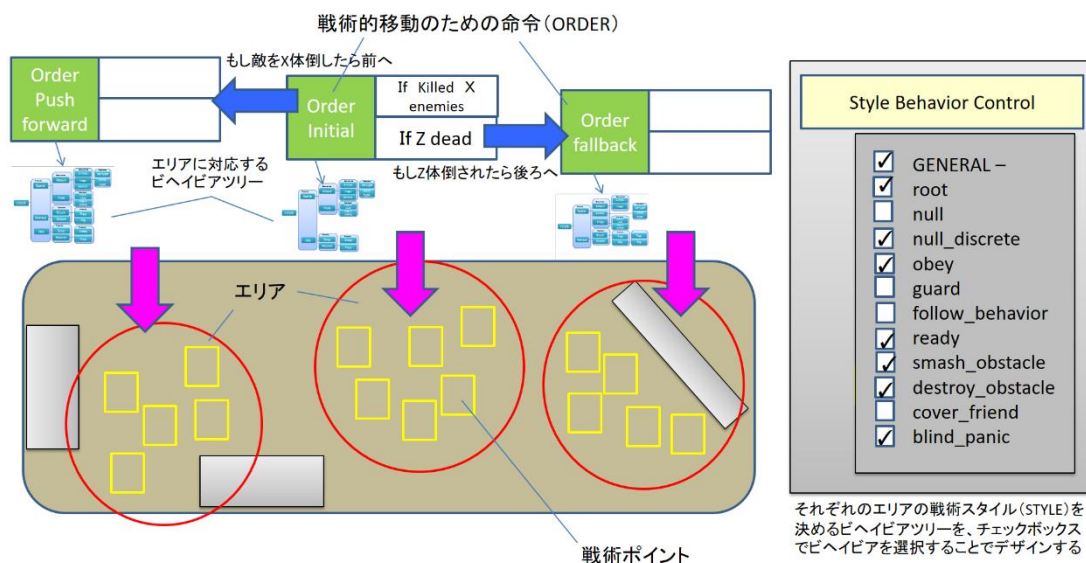 戦術的移動のための命令(ORDER)
もし敵をX体倒したら前へ
Order
Push
forward
Order
Initial
If Killed X
enemies
If Z dead
Order
fallback
もしZ体倒されたら後ろへ
エリアに対応する
ビヘイビアツリー
エリア
戦術ポイント
Style Behavior Control
GENERAL –
root
null
null_discrete
obey
guard
follow_behavior
ready
smash_obstacle
destroy_obstacle
cover_friend
blind_panic
それぞれのエリアの戦術スタイル(STYLE)を
決めるビヘイビアツリーを、チェックボックス
でビヘイビアを選択することでデザインする